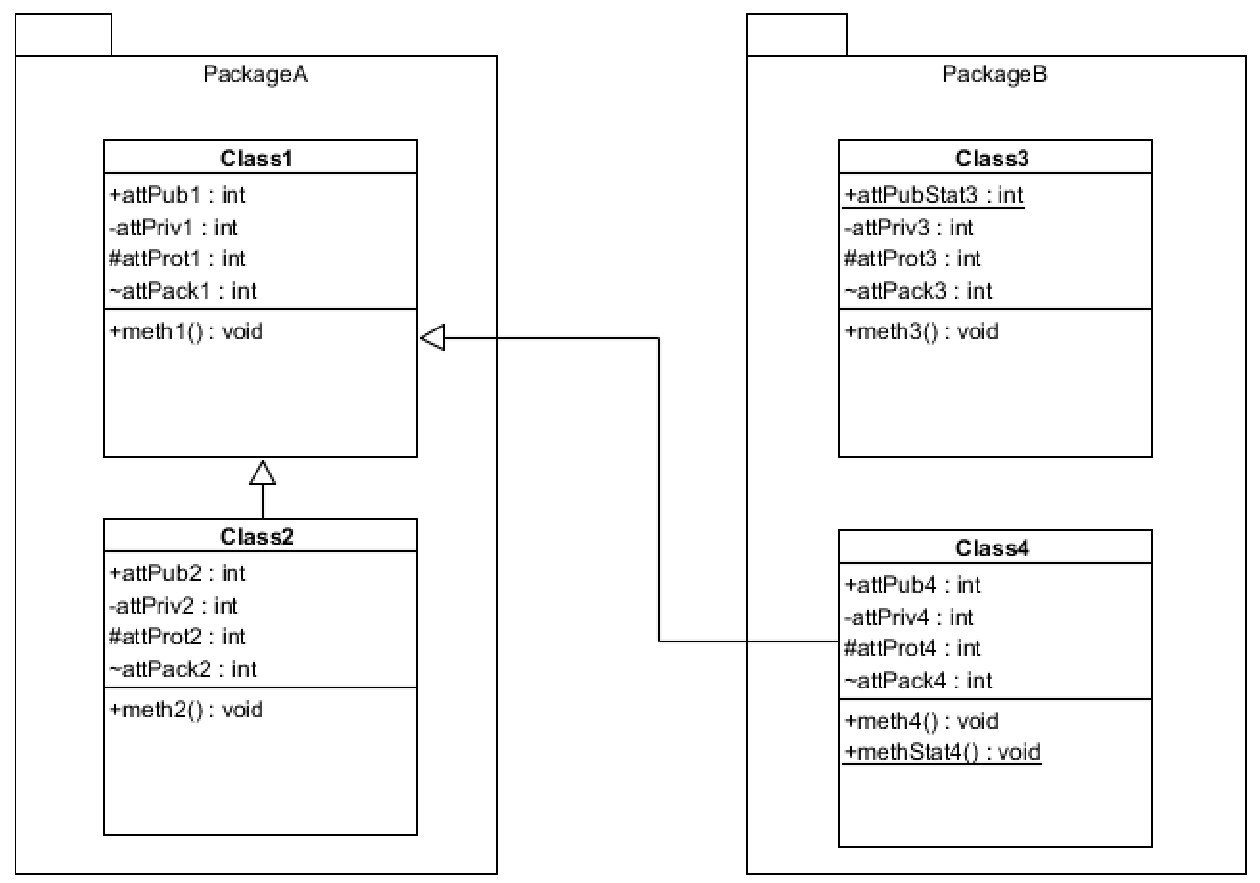 PackageA
Class1
+attPub1 : int
-attPriv1 : int
#attProt1 : int
~attPack1 : int
+meth1() : void
Class2
+attPub2 : int
-attPriv2 : int
#attProt2 : int
~attPack2 : int
+meth2() : void
PackageB
Class3
+attPubStat3 : int
-attPriv3 : int
#attProt3 : int
~attPack3 : int
+meth3() : void
Class4
+attPub4 : int
-attPriv4 : int
#attProt4 : int
~attPack4 : int
+meth4() : void
+methStat4() : void